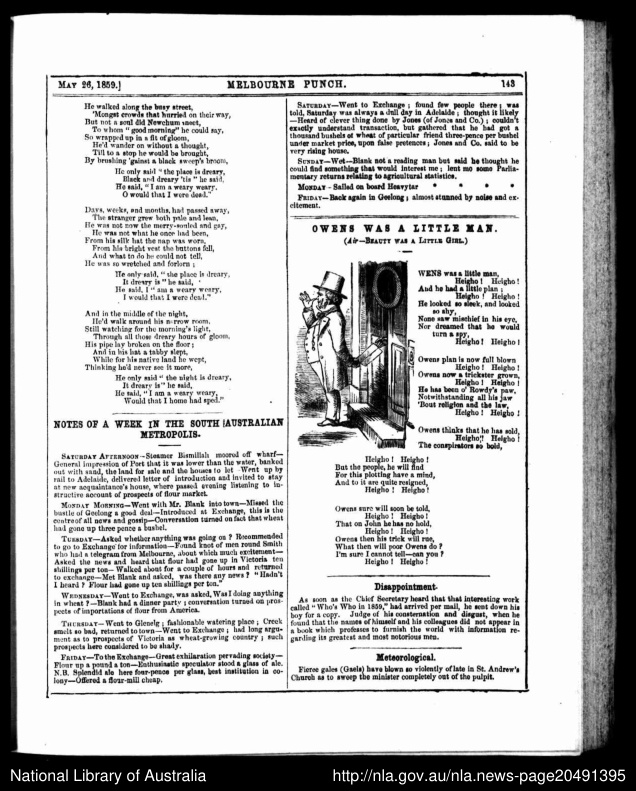 MAY 26, 1859.]
MELBOURNE PUNCH.
143
He walked along the busy street,
'Mongst crowds that hurried on their way,
But not a soul did Newchum meet,
To whom "good morning" he could say,
So wrapped up in a fit of gloom,
He'd wander on without a thought,
Till to a stop he would be brought,
By brushing 'gainst a black sweep's broom,
He only said "the place is dreary,
Black and dreary 'tis" he said,
He said, "I am a weary weary.
O would that I were dead."
Days, weeks, and months, had passed away,
The stranger grew both pale and lean,
He was not now the merry-souled and gay,
He was not what he once had been,
From his silk hat the nap was worn,
From his bright vest the buttons fell,
And what to do he could not tell,
He was so wretched and forlorn;
He only said, "the place is dreary,
It dreary is" he said,
He said, I "am a weary weary,
I would that I were dead."
And in the middle of the night,
He'd walk around his narrow room.
Still watching for the morning's light,
Through all those dreary hours of gloom,
His pipe lay broken on the floor;
And in his hat a tabby slept,
While for his native land he wept,
Thinking he'd never see it more,
He only said "the night is dreary,
It dreary is" he said,
He said, "I am a weary weary,
Would that I home had sped."
NOTES OF A WEEK IN THE SOUTH AUSTRALIAN
METROPOLIS.
SATURDAY AFTERNOON—Steamer Bismillah moored off wharf—
General impression of Port that it was lower than the water, banked
out with sand, the land for sale and the houses to let Went up by
rail to Adelaide, delivered letter of introduction and invited to stay
at new acquaintance's house, where passed evening listening to in-
structive account of prospects of flour market.
MONDAY MORNING—Went with Mr. Blank into town—Missed the
bustle of Geelong a good deal—Introduced at Exchange, this is the
centre of all news and gossip—Conversation turned on fact that wheat
had gone up three pence a bushel.
TUESDAY—Asked whether anything was going on? Recommended
to go to Exchange for information—Found knot of men round Smith
who had a telegram from Melbourne, about which much excitement—
Asked the news and heard that flour had gone up in Victoria ten
shillings per ton—Walked about for a couple of hours and returned
to exchange—Met Blank and asked, was there any news? "Hadn't
I heard? Flour had gone up ten shillings per ton."
WEDNESDAY—Went to Exchange, was asked, Was I doing anything
in wheat?—Blank had a dinner party; conversation turned on pros-
pects of importations of flour from America.
THURSDAY—Went to Glenelg; fashionable watering place; Creek
smelt so bad, returned to town—Went to Exchange; had long argu-
ment as to prospects of Victoria as wheat-growing country; such
prospects here considered to be shady.
FRIDAY—To the Exchange—Great exhilaration pervading society—
Flour up a pound a ton—Enthusiastic speculator stood a glass of ale.
N.B. Splendid ale here four-pence per glass, best institution in co-
lony—Offered a flour-mill cheap.
SATURDAY—Went to Exchange; found few people there; was
told, Saturday was always a dull day in Adelaide; thought it likely
—Heard of clever thing done by Jones (of Jones and Co.); couldn't
exactly understand transaction, but gathered that he had got a
thousand bushels of wheat of particular friend three-pence per bushel
under market price, upon false pretences; Jones and Co. said to be
very rising house.
SUNDAY—Wet—Blank not a reading man but said he thought he
could find something that would interest me; lent me some Parlia-
mentary returns relating to agricultural statistics.
MONDAY - Sailed on board Heavytar * * * *
FRIDAY—Back again in Geelong; almost stunned by noise and ex-
citement.
OWENS WAS A LITTLE MAN.
(Air—BEAUTY WAS A LITTLE GIRL.)
WENS was a little man,
Heigho! Heigho!
And he had a little plan;
Heigho! Heigho!
He looked so sleek, and looked
so shy,
None saw mischief in his eye,
Nor dreamed that he would
turn a spy,
Heigho! Heigho!
Owens plan is now full blown
Heigho! Heigho!
Owens now a trickster grown,
Heigho! Heigho!
He has been o' Rowdy's paw,
Notwithstanding all his jaw
'Bout religion and the law,
Heigho! Heigho!
Owens thinks that he has sold,
Heigho! Heigho!
The conspirators so bold,
Heigho! Heigho!
But the people, he will find
For this plotting have a mind,
And to it are quite resigned,
Heigho! Heigho!
Owens sure will soon be told,
Heigho! Heigho!
That on John he has no hold,
Heigho! Heigho!
Owens then his trick will rue,
What then will poor Owens do?
I'm sure I cannot tell—can you?
Heigho! Heigho!
Disappointment.
As soon as the Chief Secretary heard that that interesting work
called "Who's Who in 1859," had arrived per mail, he sent down his
boy for a copy. Judge of his consternation and disgust, when he
found that the names of himself and his colleagues did not appear in
a book which professes to furnish the world with information re-
garding its greatest and most notorious men.
Meteorological.
Fierce gales (Gaels) have blown so violently of late in St. Andrew's
Church as to sweep the minister completely out of the pulpit.
National Library of Australia
http://nla.gov.au/nla.news-page20491395